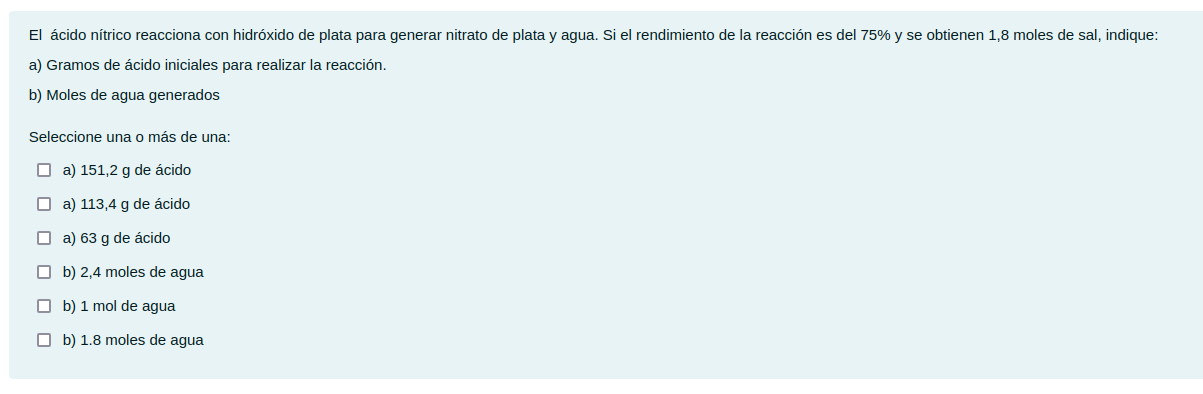 El ácido nítrico reacciona con hidróxido de plata para generar nitrato de plata y agua. Si el rendimiento de la reacción es del 75% y se obtienen 1,8 moles de sal, indique:
a) Gramos de ácido iniciales para realizar la reacción.
b) Moles de agua generados
Seleccione una o más de una:
a) 151,2 g de ácido
a) 113,4 g de ácido
a) 63 g de ácido
b) 2,4 moles de agua
b) 1 mol de agua
b) 1.8 moles de agua